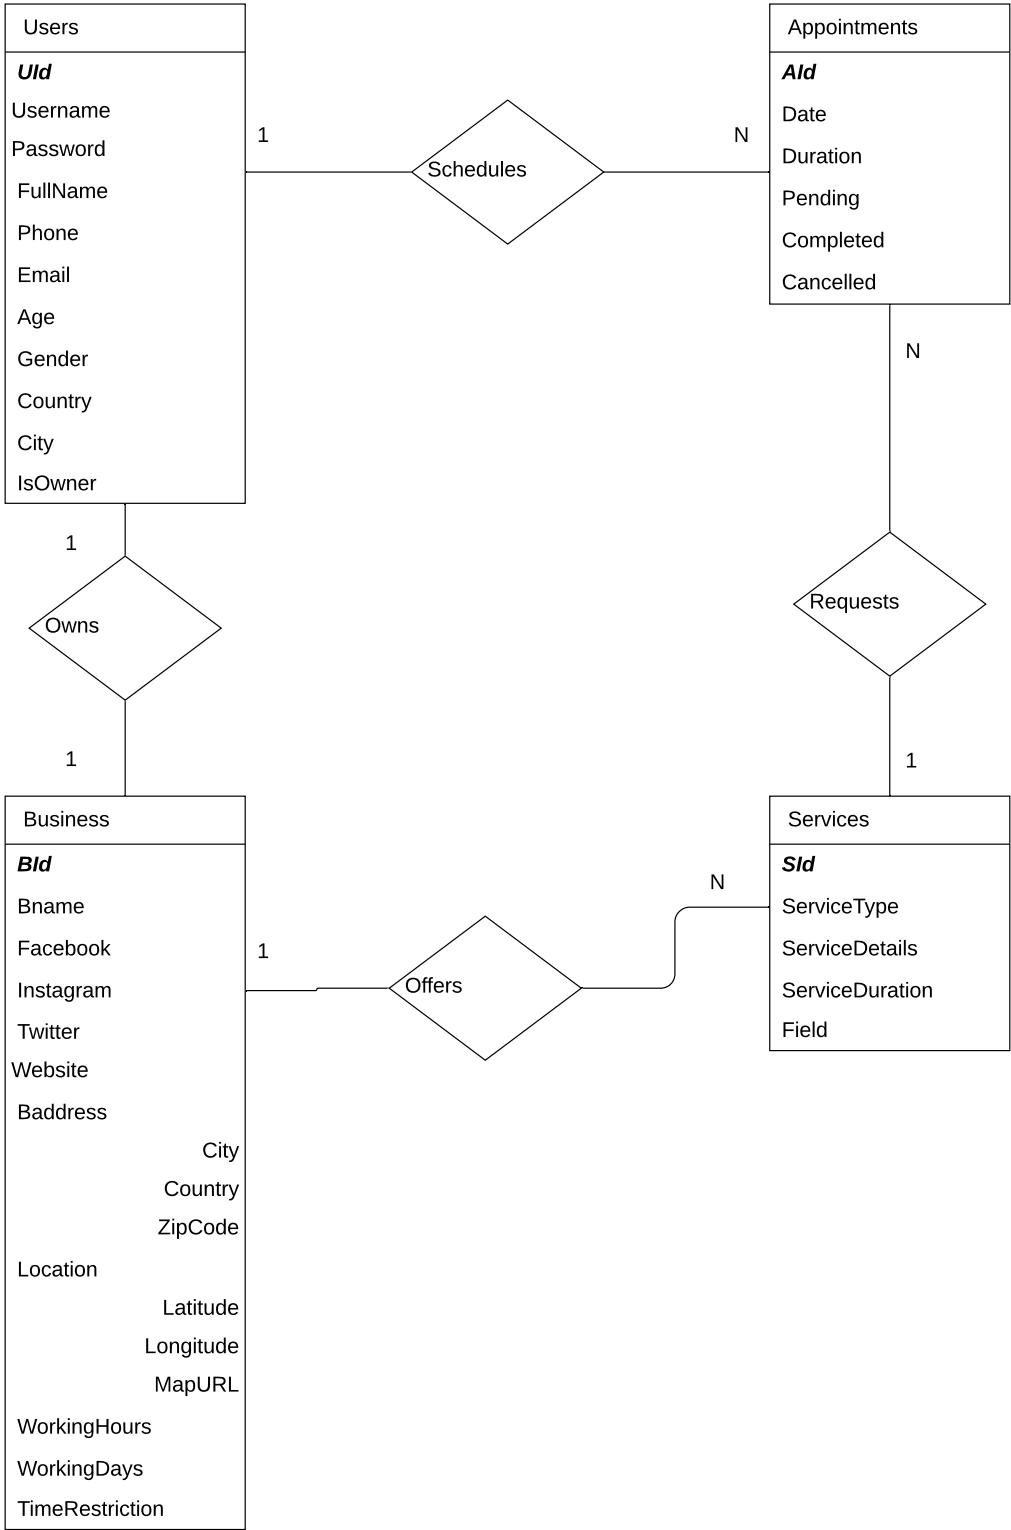 Users
UId
Username
Password
FullName
Phone
Email
Age
Gender
Country
City
IsOwner
1
Schedules
N
Appointments
AId
Date
Duration
Pending
Completed
Cancelled
1
Owns
1
N
Requests
1
Business
BId
Bname
Facebook
Instagram
Twitter
Website
Baddress
City
Country
ZipCode
Location
Latitude
Longitude
MapURL
WorkingHours
WorkingDays
TimeRestriction
1
Offers
N
Services
SId
ServiceType
ServiceDetails
ServiceDuration
Field